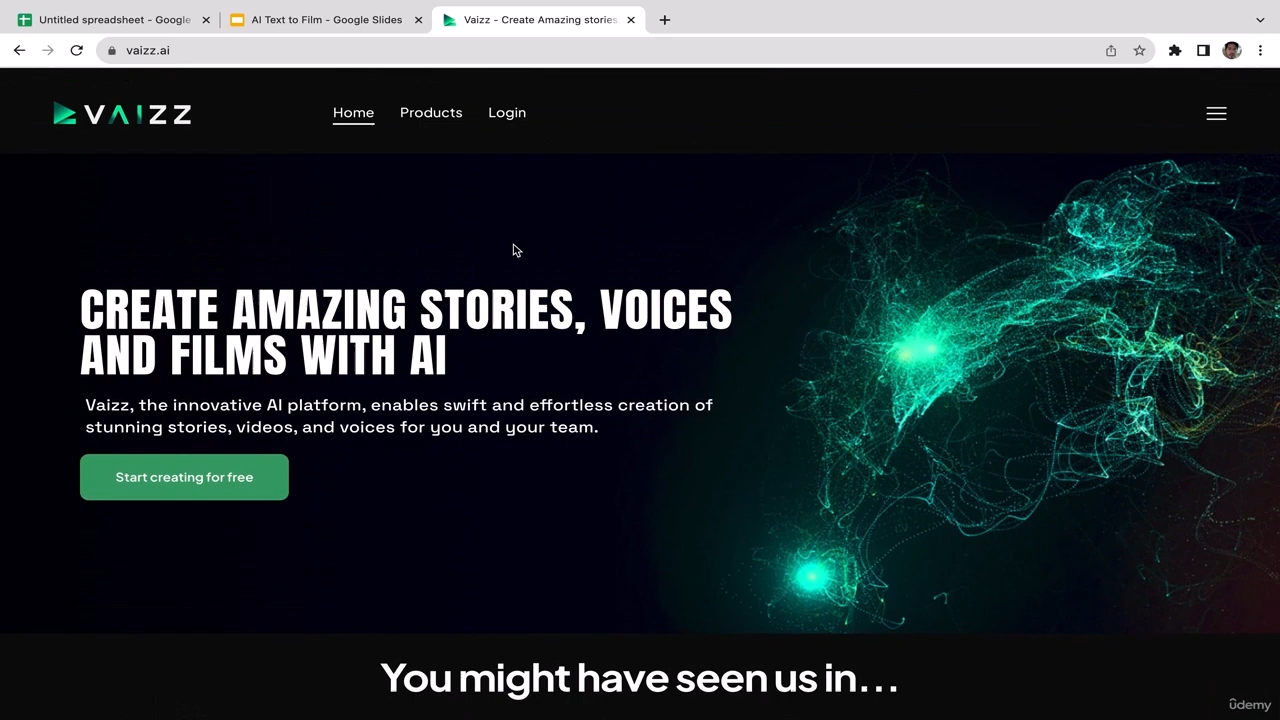 Untitled spreadsheet - Google
AI Text to Film - Google Slides
Vaizz - Create Amazing stories
vaizz.ai
VAIZZ
Home
Products
Login
CREATE AMAZING STORIES, VOICES
AND FILMS WITH AI
Vaizz, the innovative AI platform, enables swift and effortless creation of
stunning stories, videos, and voices for you and your team.
Start creating for free
You might have seen us in...
ûdemy